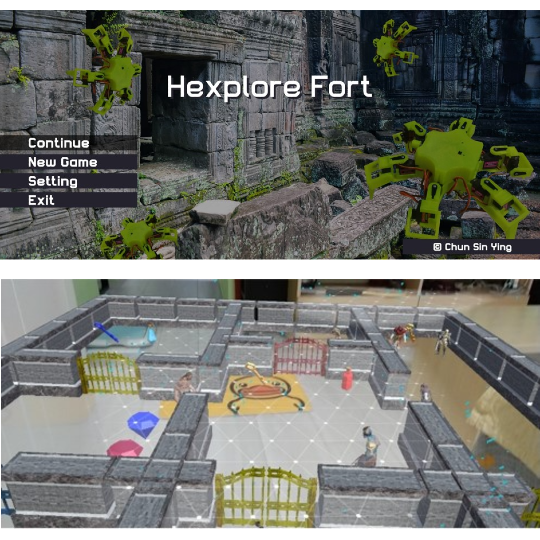 Hexplore Fort
Continue
New Game
Setting
Exit
© Chun Sin Ying